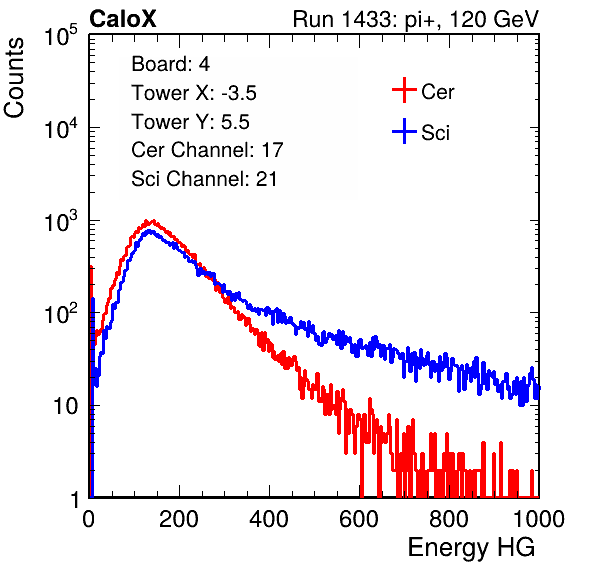 CaloX Run 1433: pi+, 120 GeV
Counts
Board: 4
Tower X: -3.5
Tower Y: 5.5
Cer Channel: 17
Sci Channel: 21
Cer
Sci
10^5
10^4
10^3
10^2
10
1
0 200 400 600 800 1000
Energy HG